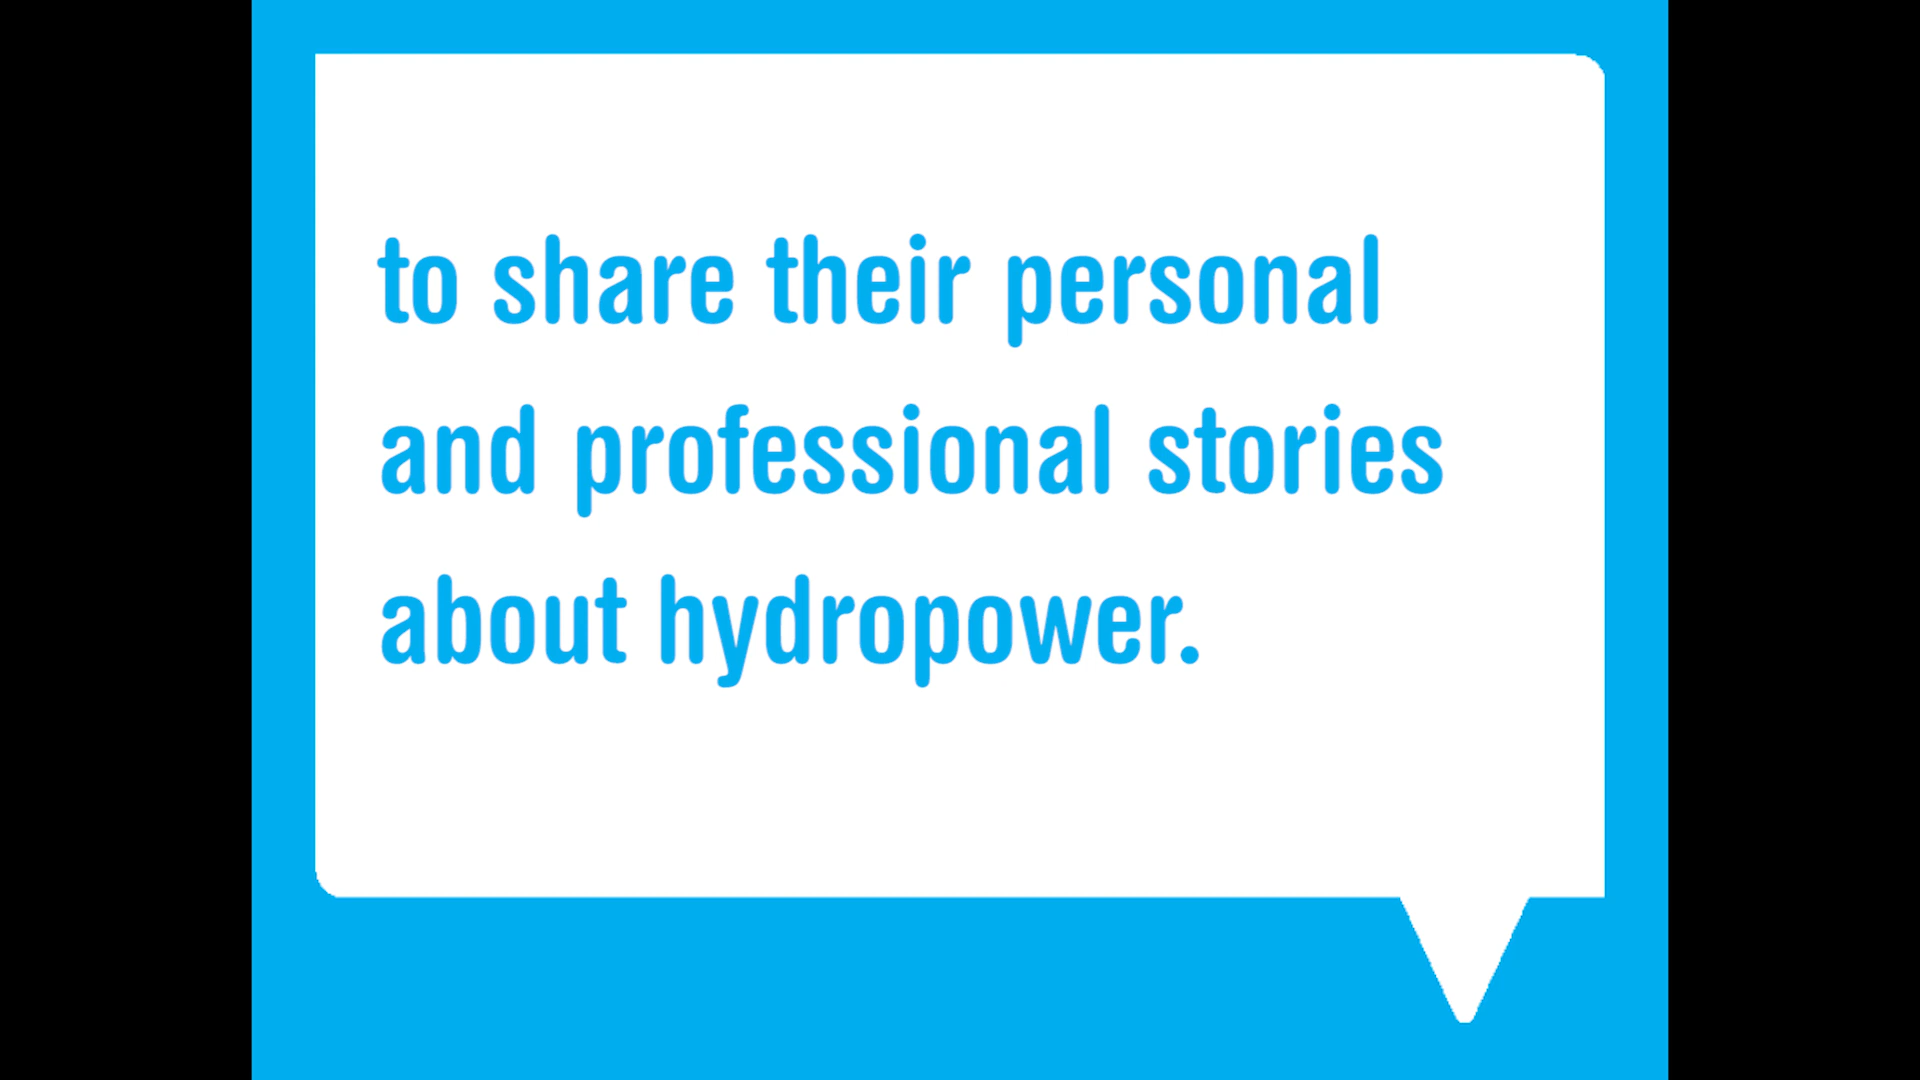 to share their personal
and professional stories
about hydropower.